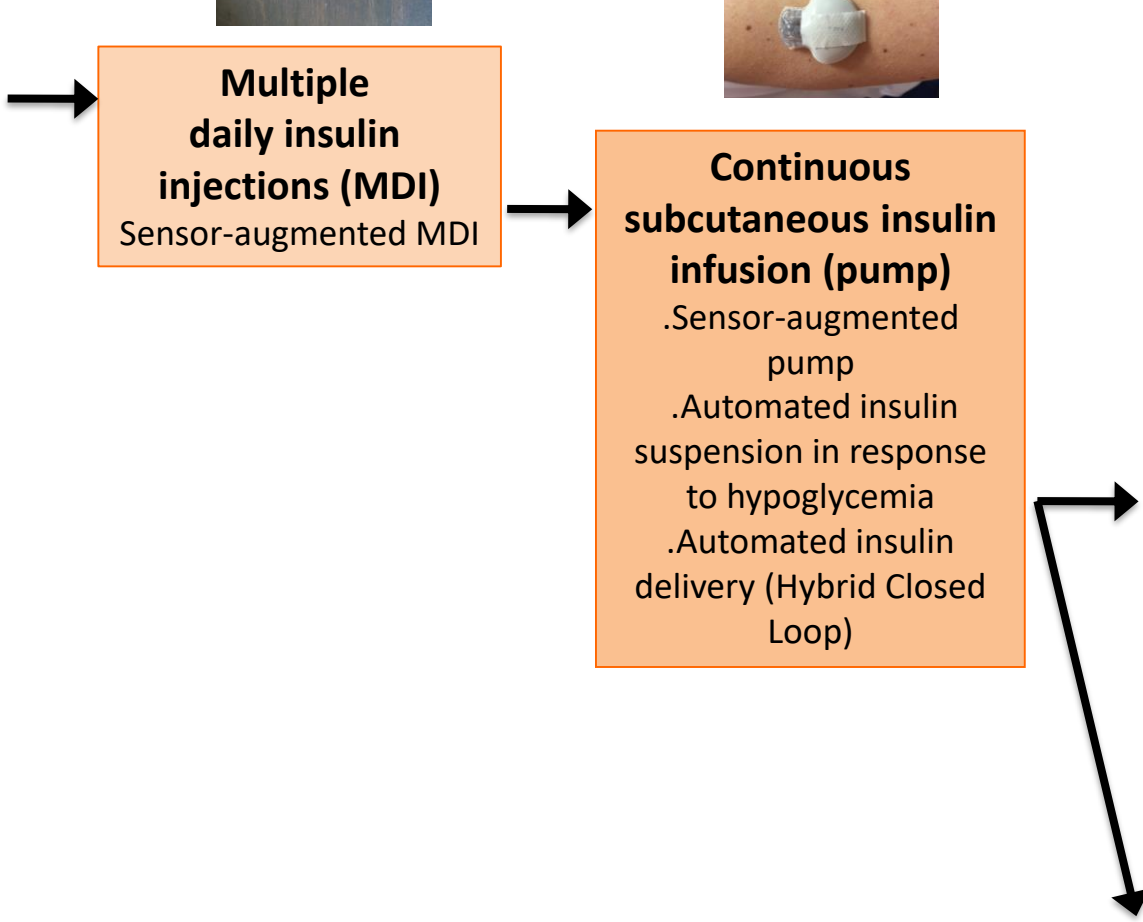 Multiple
daily insulin
injections (MDI)
Sensor-augmented MDI
Continuous
subcutaneous insulin
infusion (pump)
.Sensor-augmented
pump
.Automated insulin
suspension in response
to hypoglycemia
.Automated insulin
delivery (Hybrid Closed
Loop)